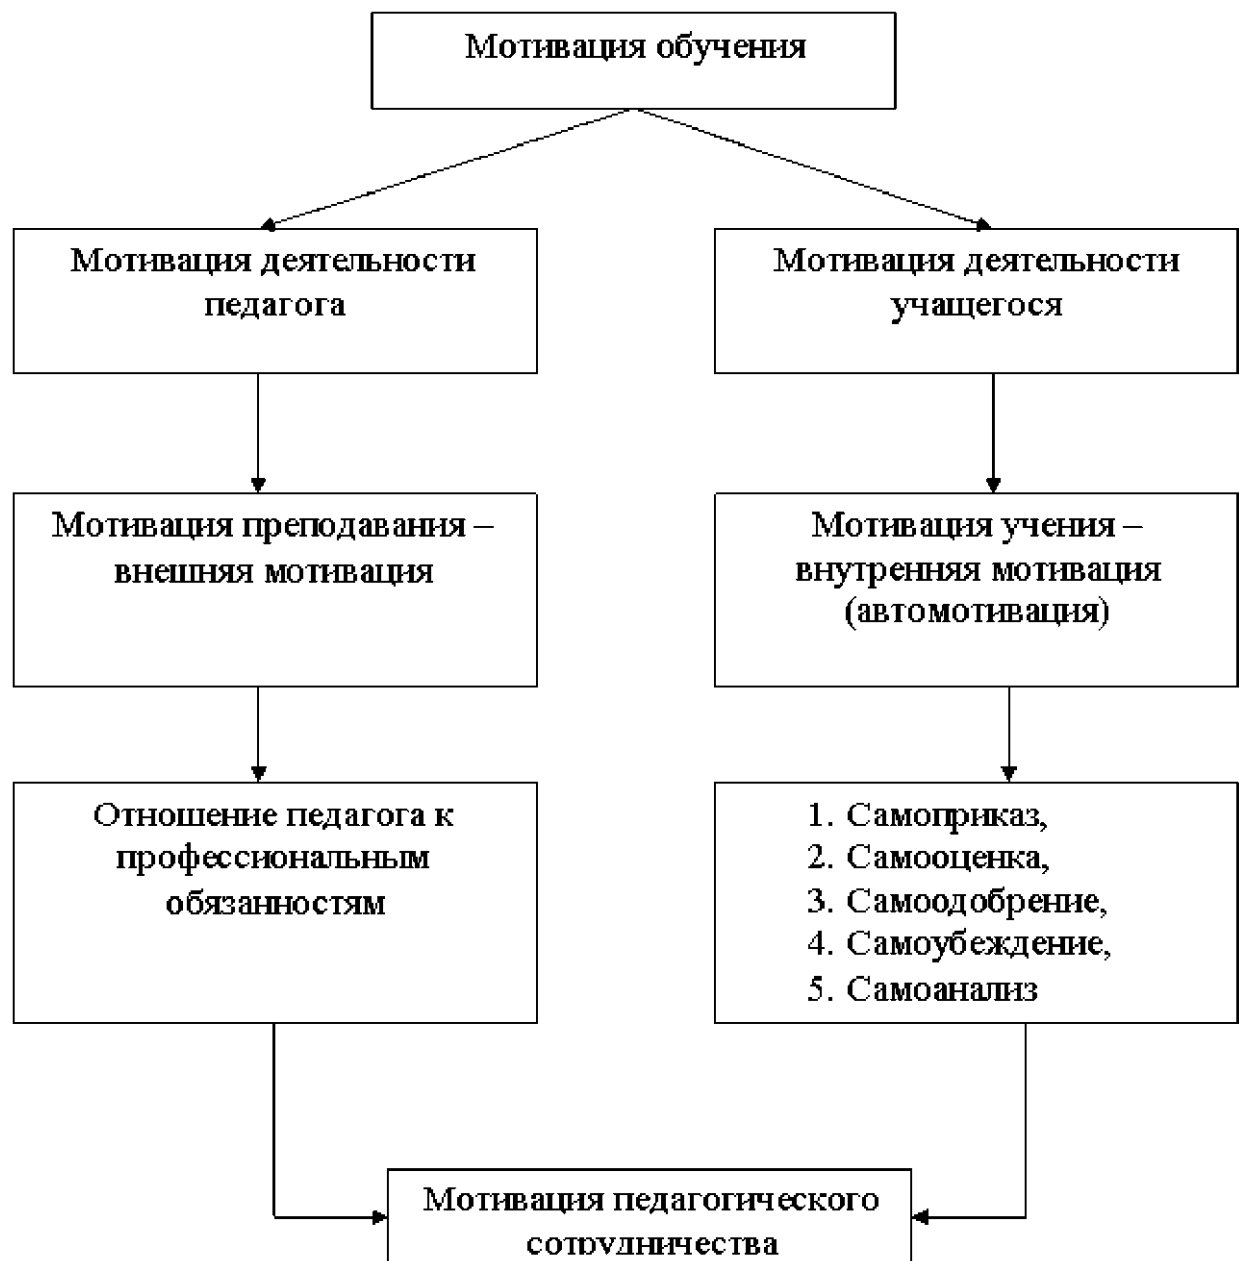 Мотивация обучения
Мотивация деятельности
педагога
Мотивация деятельности
учащегося
Мотивация преподавания –
внешняя мотивация
Мотивация учения –
внутренняя мотивация
(автомотивация)
Отношение педагога к
профессиональным
обязанностям
1. Самоприказ,
2. Самооценка,
3. Самоодобрение,
4. Самоубеждение,
5. Самоанализ
Мотивация педагогического
сотрудничества